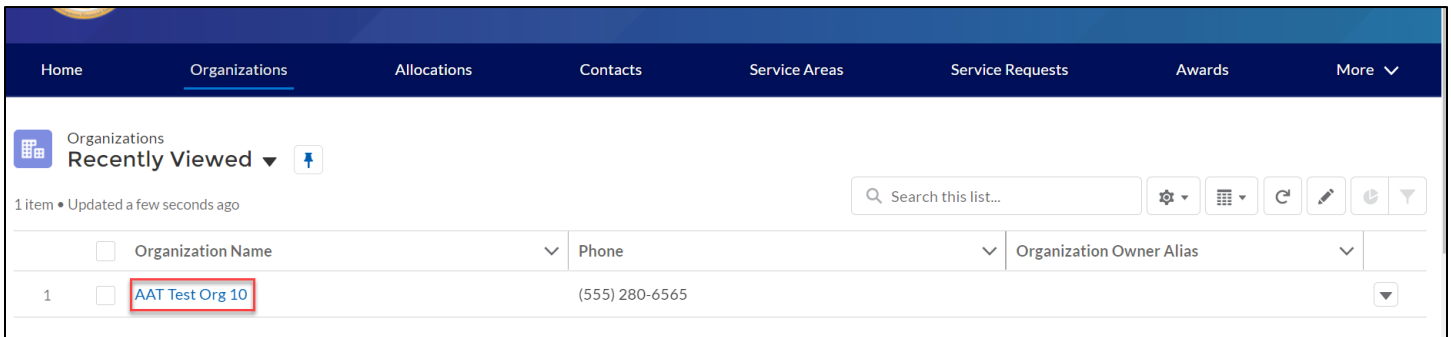 Home Organizations Allocations Contacts Service Areas Service Requests Awards More
Organizations
Recently Viewed
1 item • Updated a few seconds ago
Search this list...
Organization Name Phone Organization Owner Alias
1 AAT Test Org 10 (555) 280-6565